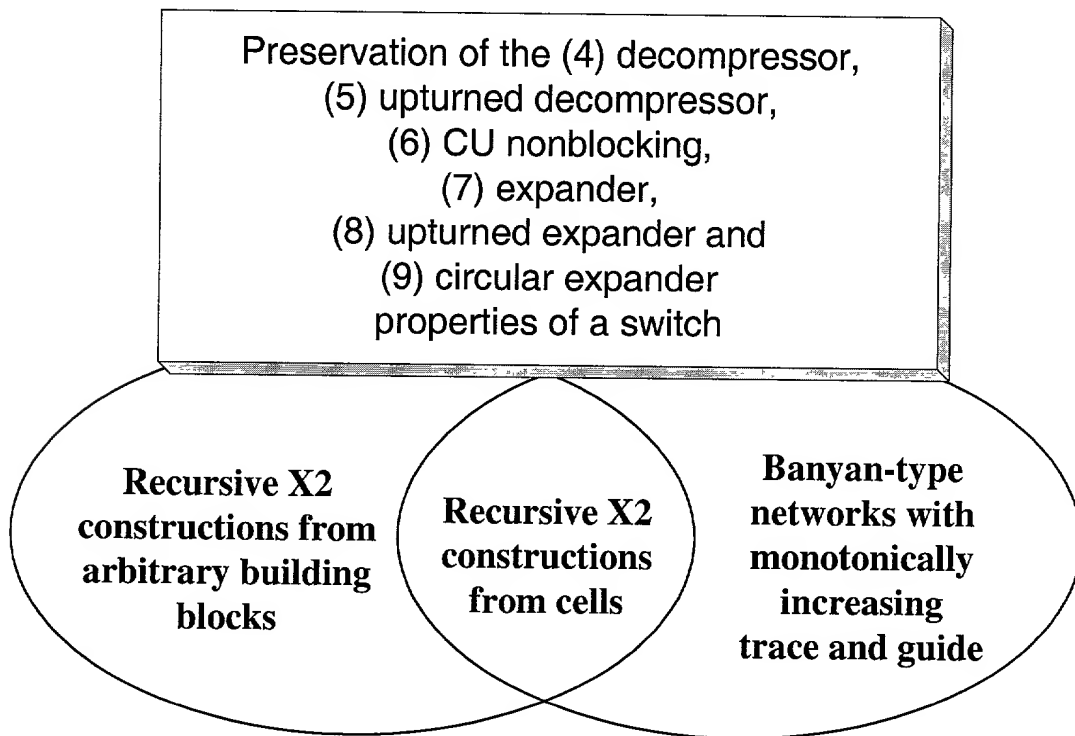 Preservation of the (4) decompressor,
(5) upturned decompressor,
(6) CU nonblocking,
(7) expander,
(8) upturned expander and
(9) circular expander
properties of a switch
Recursive X2
constructions from
arbitrary building
blocks
Recursive X2
constructions
from cells
Banyan-type
networks with
monotonically
increasing
trace and guide